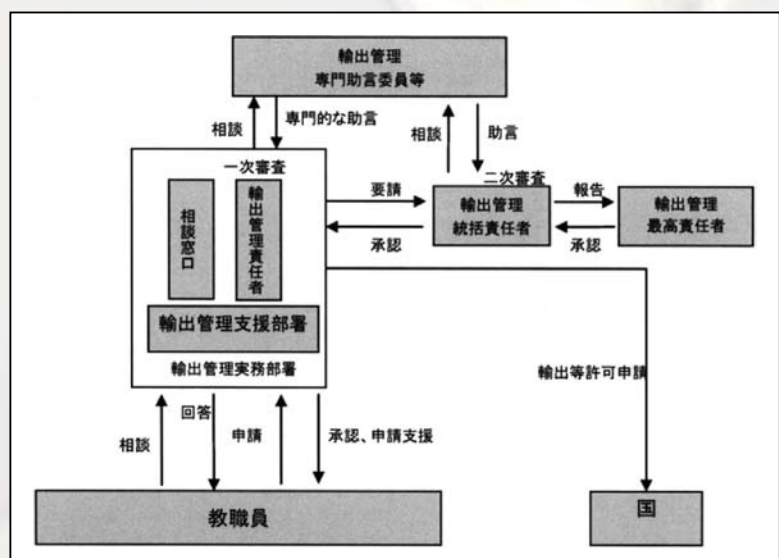 輸出管理
専門助言委員等
相談
専門的な助言
相談
助言
一次審査
二次審査
相談窓口
輸出管理責任者
要請
承認
輸出管理
統括責任者
報告
承認
輸出管理
最高責任者
輸出管理支援部署
輸出管理実務部署
輸出等許可申請
相談
回答
申請
承認、申請支援
教職員
国